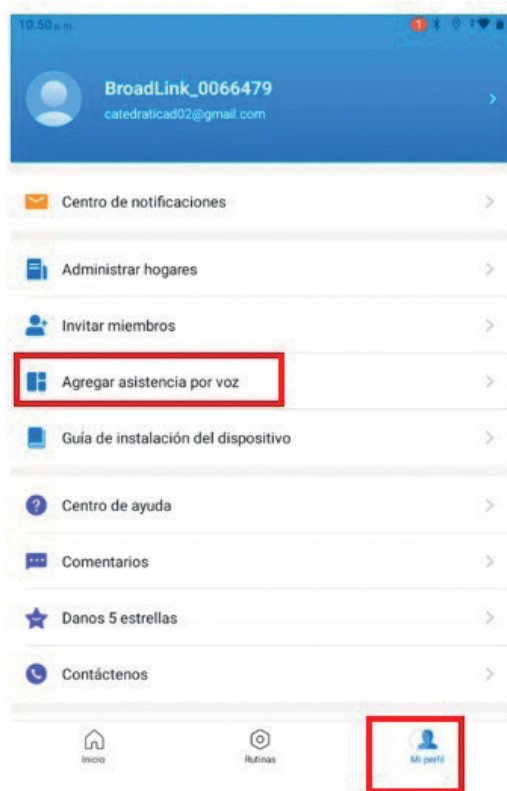 10:50 a. m.
1
BroadLink_0066479
catedraticad02@gmail.com
Centro de notificaciones
Administrar hogares
Invitar miembros
Agregar asistencia por voz
Guía de instalación del dispositivo
Centro de ayuda
Comentarios
Danos 5 estrellas
Contáctenos
Inicio
Rutinas
Mi perfil